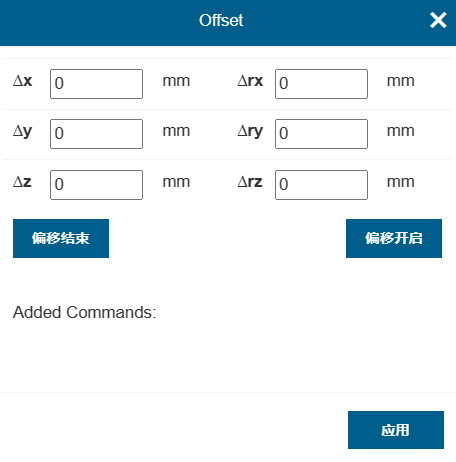 Offset
Δx 0 mm Δrx 0 mm
Δy 0 mm Δry 0 mm
Δz 0 mm Δrz 0 mm
偏移结束 偏移开启
Added Commands:
应用